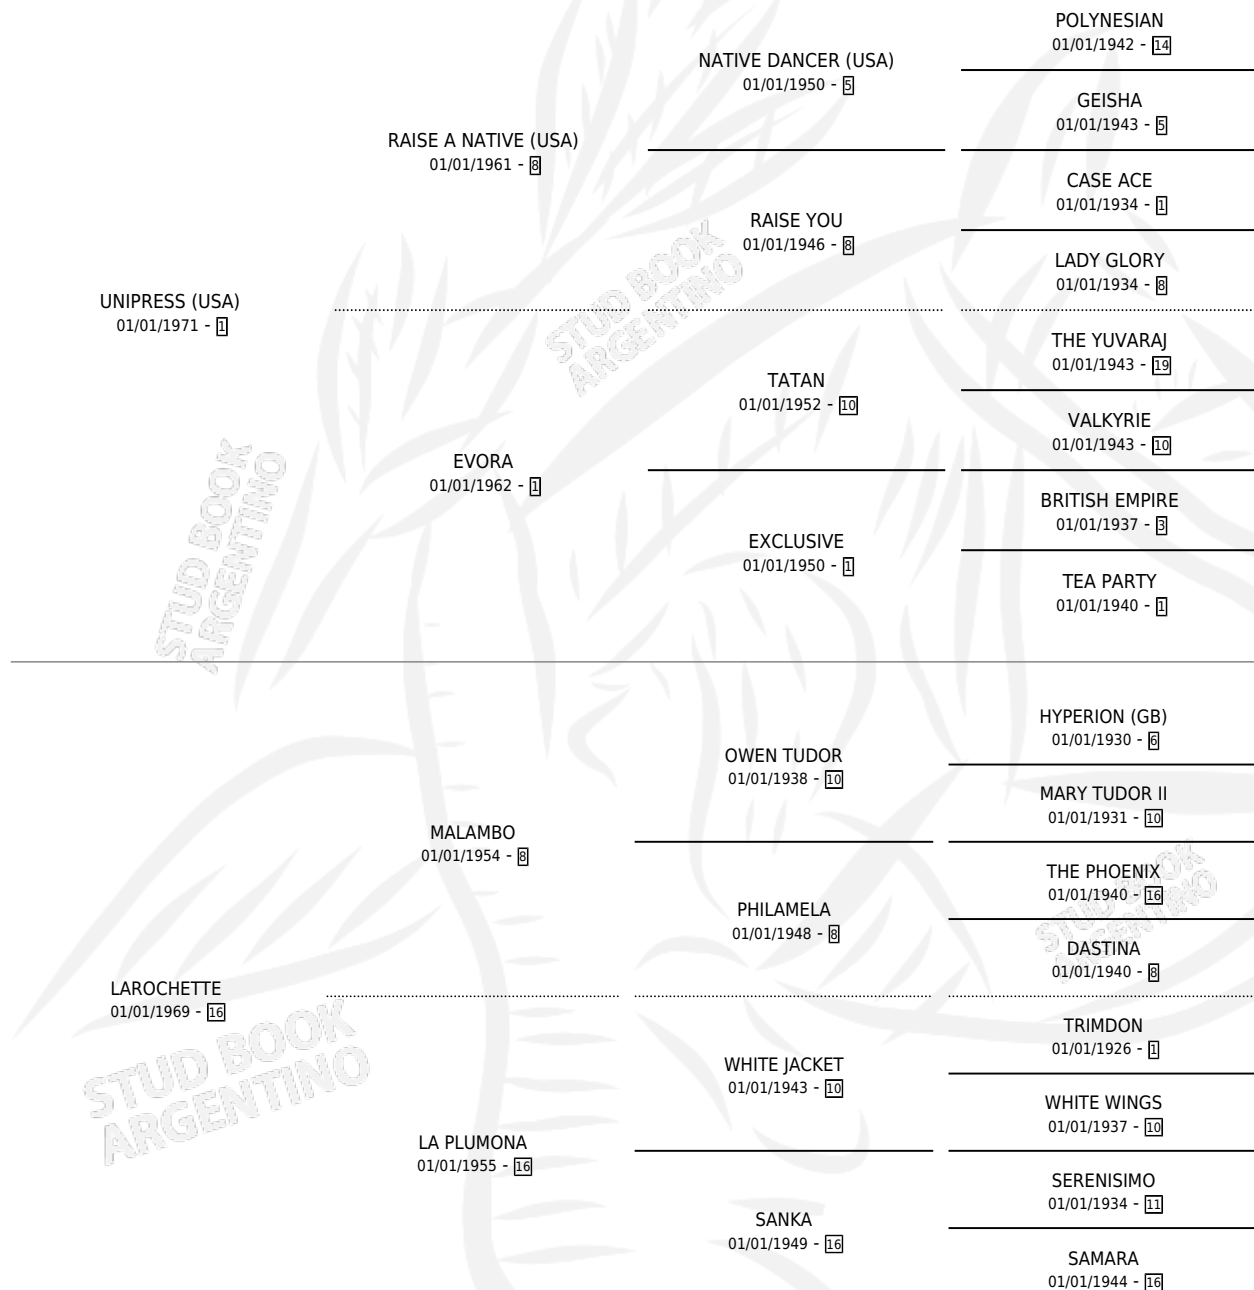 POLYNESIAN
01/01/1942 - 14
NATIVE DANCER (USA)
01/01/1950 - 5
GEISHA
01/01/1943 - 5
RAISE A NATIVE (USA)
01/01/1961 - 8
CASE ACE
01/01/1934 - 1
RAISE YOU
01/01/1946 - 8
LADY GLORY
01/01/1934 - 8
UNIPRESS (USA)
01/01/1971 - 1
STUD BOOK
ARGENTINO
THE YUVARAJ
01/01/1943 - 19
TATAN
01/01/1952 - 10
VALKYRIE
01/01/1943 - 10
EVORA
01/01/1962 - 1
BRITISH EMPIRE
01/01/1937 - 3
EXCLUSIVE
01/01/1950 - 1
TEA PARTY
01/01/1940 - 1
STUD BOOK
ARGENTINO
HYPERION (GB)
01/01/1930 - 6
OWEN TUDOR
01/01/1938 - 10
MARY TUDOR II
01/01/1931 - 10
MALAMBO
01/01/1954 - 8
THE PHOENIX
01/01/1940 - 16
PHILAMELA
01/01/1948 - 8
DASTINA
01/01/1940 - 8
STUD BOOK
ARGENTINO
LAROCHETTE
01/01/1969 - 16
TRIMDON
01/01/1926 - 1
WHITE JACKET
01/01/1943 - 10
WHITE WINGS
01/01/1937 - 10
STUD BOOK
ARGENTINO
LA PLUMONA
01/01/1955 - 16
SERENISIMO
01/01/1934 - 11
SANKA
01/01/1949 - 16
SAMARA
01/01/1944 - 16